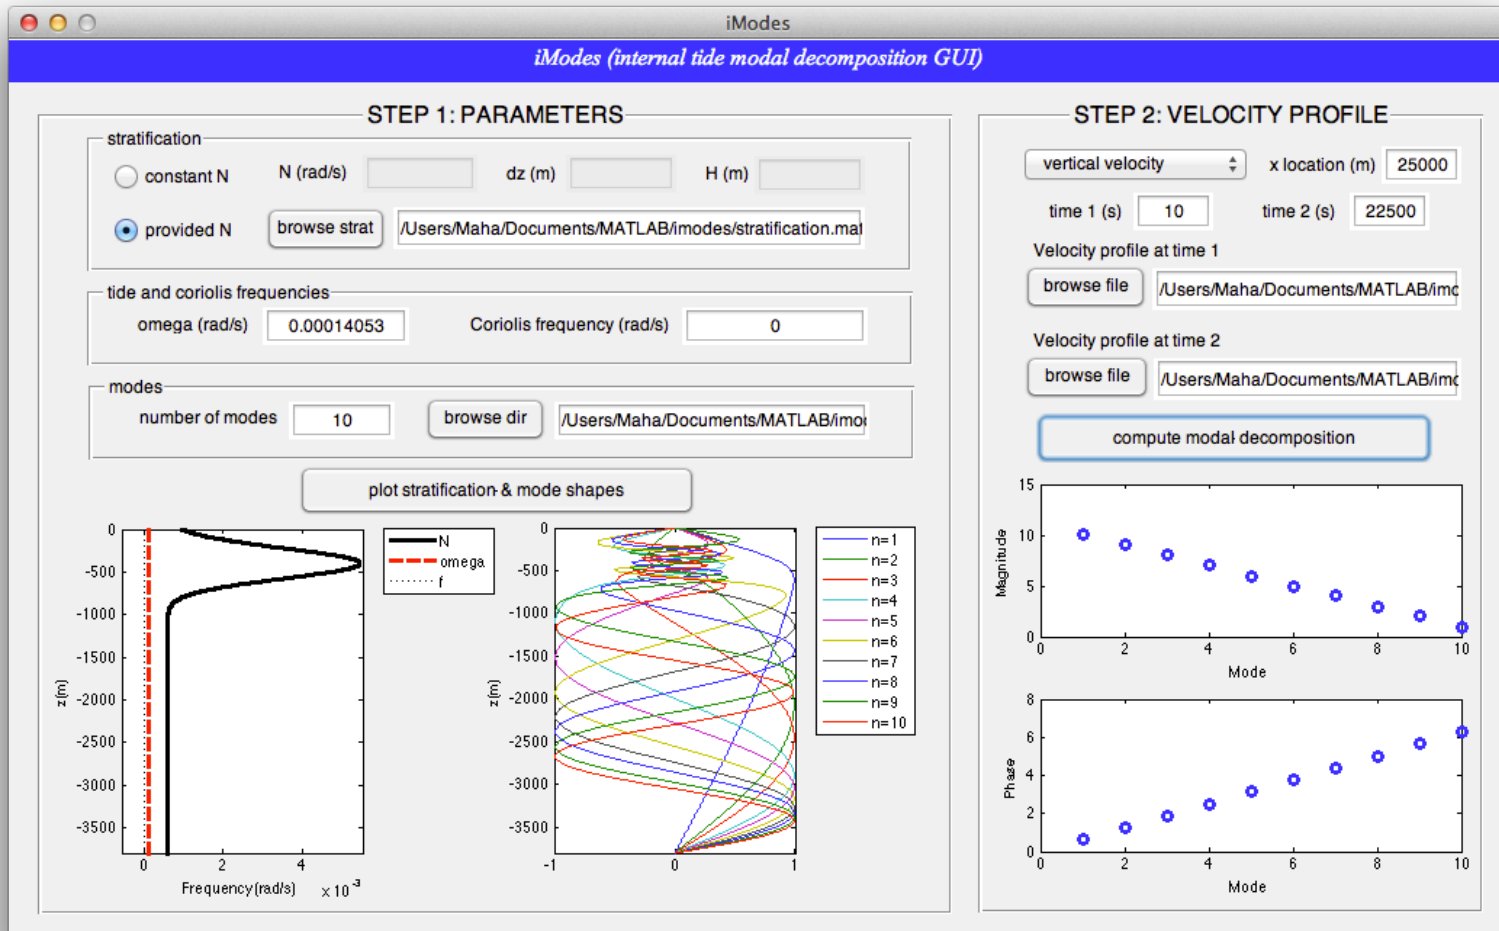 iModes
iModes (internal tide modal decomposition GUI)
STEP 1: PARAMETERS
stratification
constant N
N (rad/s)
dz (m)
H (m)
provided N
browse strat
/Users/Maha/Documents/MATLAB/imodes/stratification.mat
tide and coriolis frequencies
omega (rad/s)
0.00014053
Coriolis frequency (rad/s)
0
modes
number of modes
10
browse dir
/Users/Maha/Documents/MATLAB/imo
plot stratification & mode shapes
0
-500
-1000
-1500
-2000
-2500
-3000
-3500
z(m)
0
2
4
Frequency(rad/s)
x 10-3
N
omega
f
0
-500
-1000
-1500
-2000
-2500
-3000
-3500
z(m)
-1
0
1
n=1
n=2
n=3
n=4
n=5
n=6
n=7
n=8
n=9
n=10
STEP 2: VELOCITY PROFILE
vertical velocity
x location (m)
25000
time 1 (s)
10
time 2 (s)
22500
Velocity profile at time 1
browse file
/Users/Maha/Documents/MATLAB/imo
Velocity profile at time 2
browse file
/Users/Maha/Documents/MATLAB/imo
compute modal decomposition
15
10
5
0
Magnitude
0
2
4
6
8
10
Mode
8
6
4
2
0
Phase
0
2
4
6
8
10
Mode